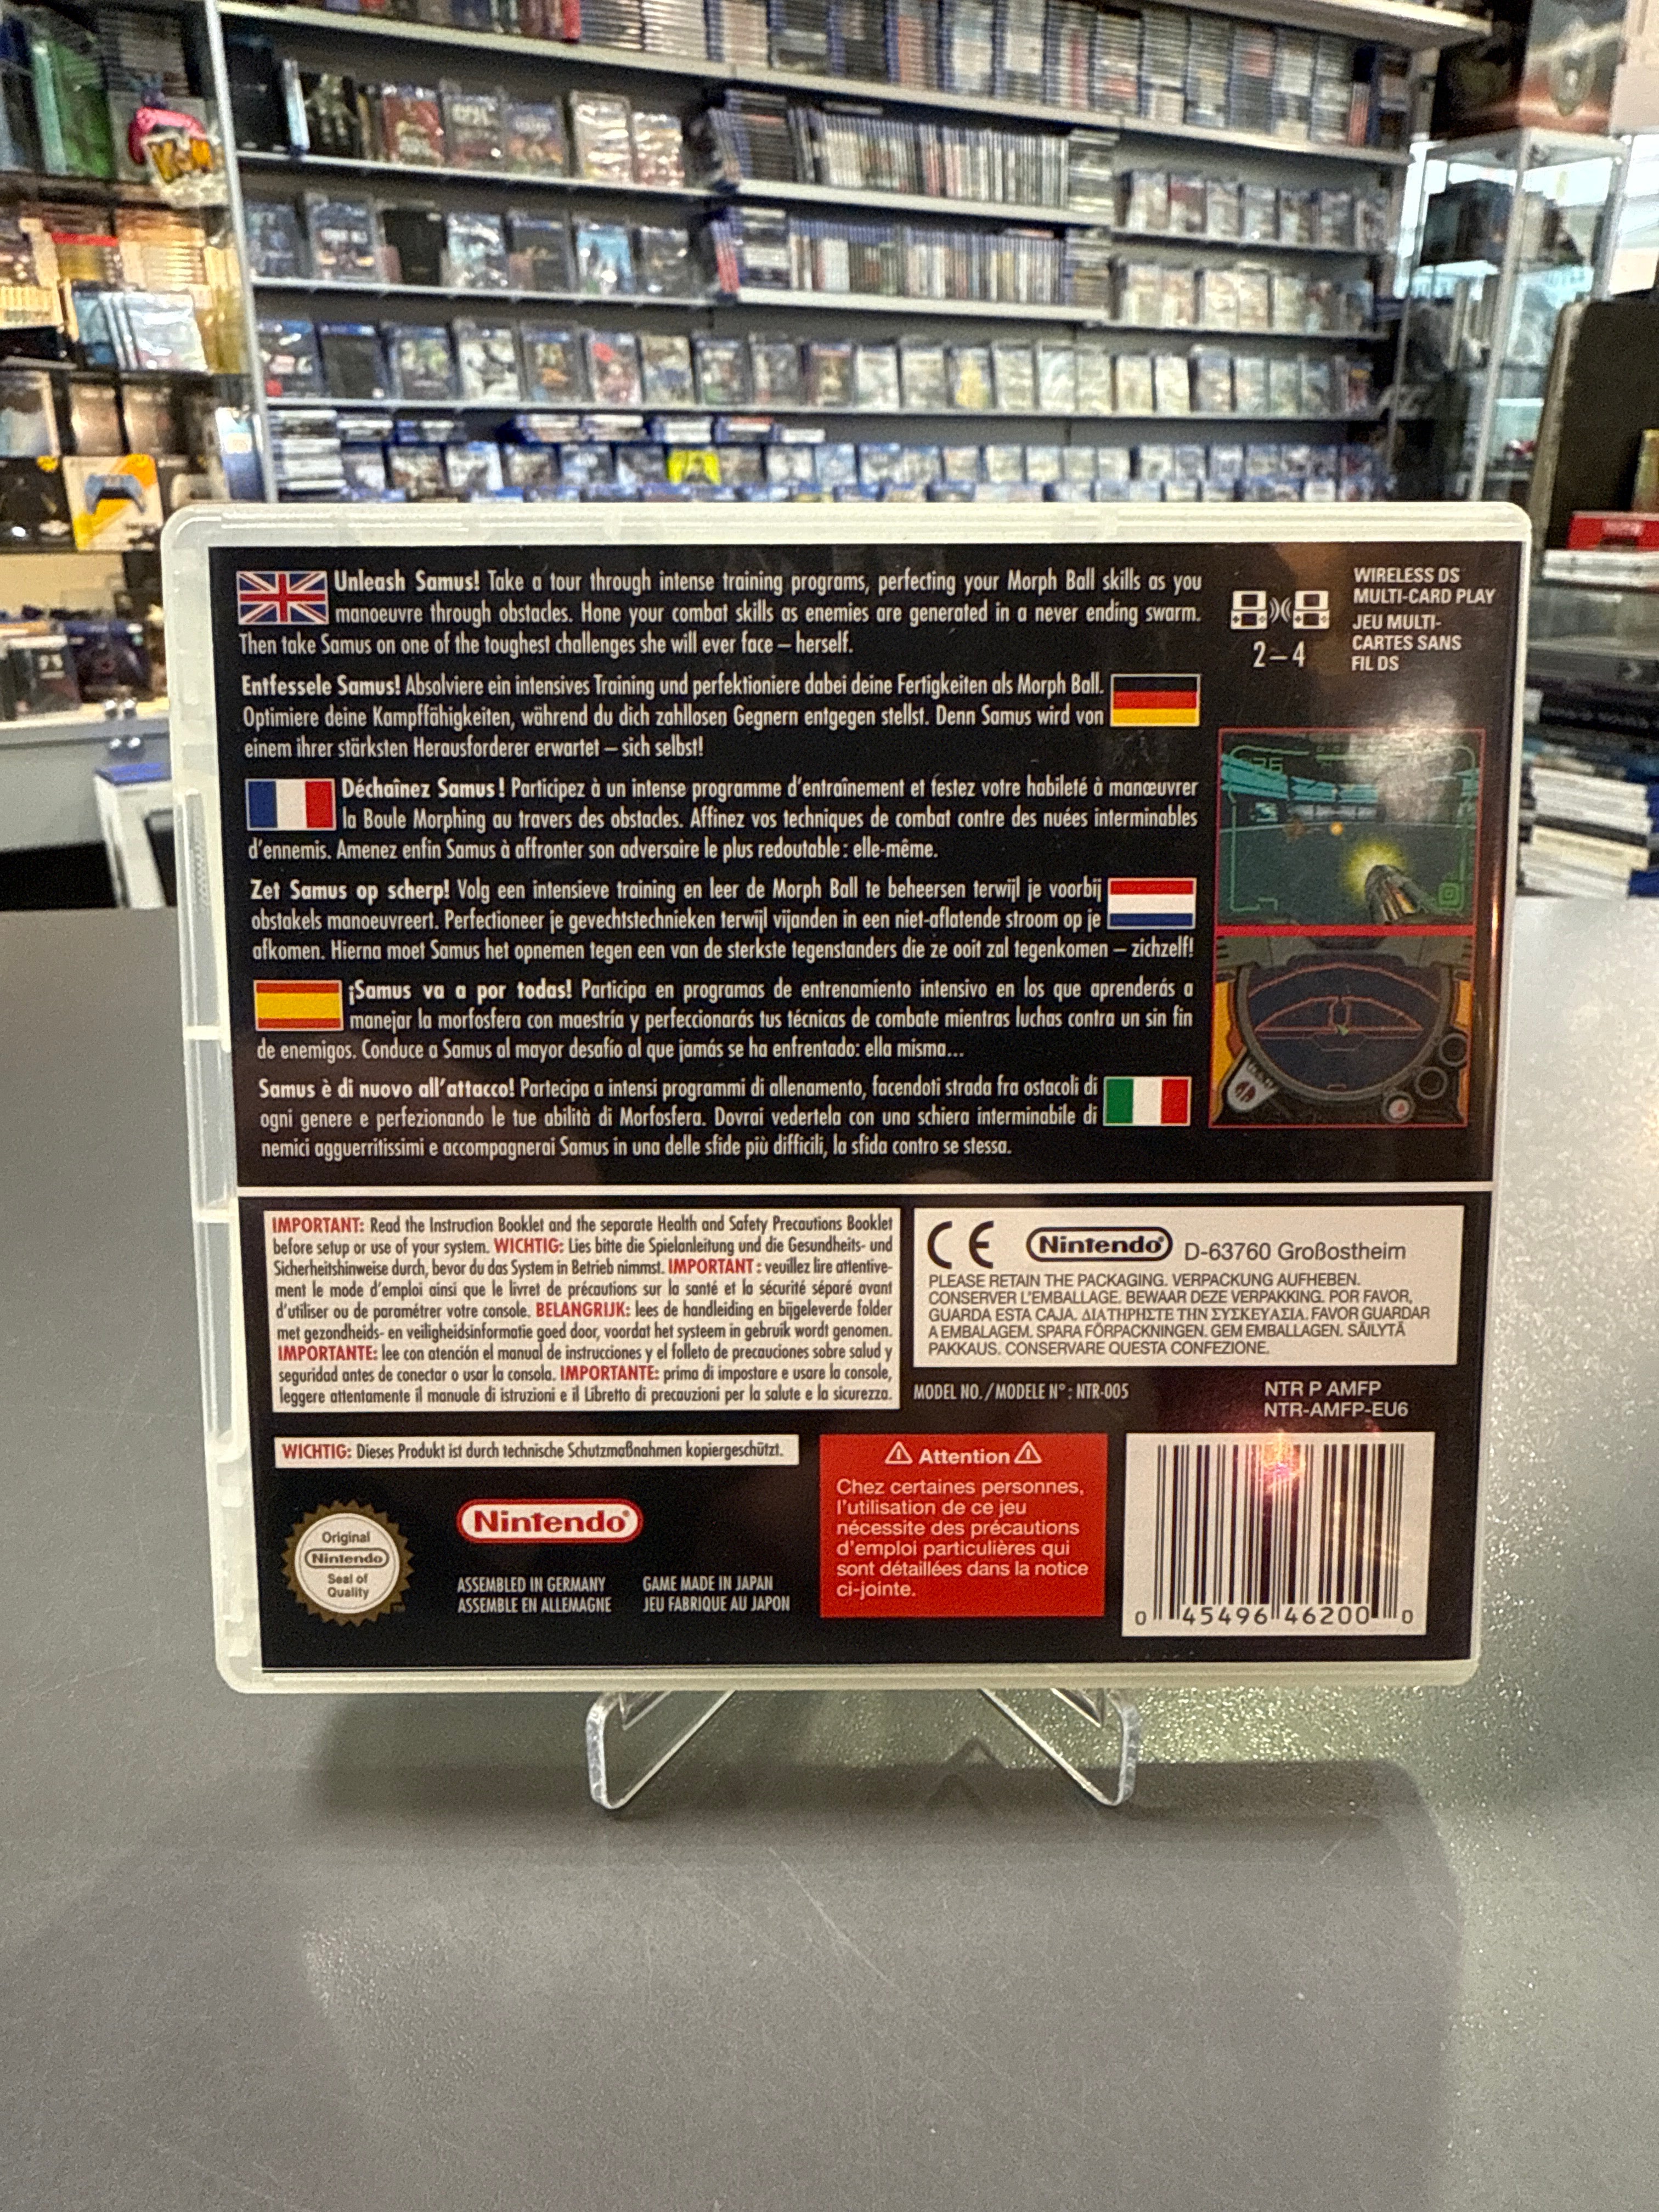 Unleash Samus! Take a tour through intense training programs, perfecting your Morph Ball skills as you
manoeuvre through obstacles. Hone your combat skills as enemies are generated in a never ending swarm.
Then take Samus on one of the toughest challenges she will ever face – herself.
Entfessele Samus! Absolviere ein intensives Training und perfektioniere dabei deine Fertigkeiten als Morph Ball.
Optimiere deine Kampffähigkeiten, während du dich zahllosen Gegnern entgegen stellst. Denn Samus wird von
einem ihrer stärksten Herausforderer erwartet – sich selbst!
Déchaînez Samus ! Participez à un intense programme d'entraînement et testez votre habileté à manœuvrer
la Boule Morphing au travers des obstacles. Affinez vos techniques de combat contre des nuées interminables
d'ennemis. Amenez enfin Samus à affronter son adversaire le plus redoutable : elle-même.
Zet Samus op scherp! Volg een intensieve training en leer de Morph Ball te beheersen terwijl je voorbij
obstakels manoeuvreert. Perfectioneer je gevechtstechnieken terwijl vijanden in een niet-aflatende stroom op je
afkomen. Hierna moet Samus het opnemen tegen een van de sterkste tegenstanders die ze ooit zal tegenkomen – zichzelf!
¡Samus va a por todas! Participa en programas de entrenamiento intensivo en los que aprenderás a
manejar la morfosfera con maestría y perfeccionarás tus técnicas de combate mientras luchas contra un sin fin
de enemigos. Conduce a Samus al mayor desafío al que jamás se ha enfrentado: ella misma...
Samus è di nuovo all'attacco! Partecipa a intensi programmi di allenamento, facendoti strada fra ostacoli di
ogni genere e perfezionando le tue abilità di Morfosfera. Dovrai vedertela con una schiera interminabile di
nemici agguerritissimi e accompagnerai Samus in una delle sfide più difficili, la sfida contro se stessa.
2–4
WIRELESS DS
MULTI-CARD PLAY
JEU MULTI-
CARTES SANS
FIL DS
IMPORTANT: Read the Instruction Booklet and the separate Health and Safety Precautions Booklet
before setup or use of your system. WICHTIG: Lies bitte die Spielanleitung und die Gesundheits- und
Sicherheitshinweise durch, bevor du das System in Betrieb nimmst. IMPORTANT : veuillez lire attentive-
ment le mode d'emploi ainsi que le livret de précautions sur la santé et la sécurité séparé avant
d'utiliser ou de paramétrer votre console. BELANGRIJK: lees de handleiding en bijgeleverde folder
met gezondheids- en veiligheidsinformatie goed door, voordat het systeem in gebruik wordt genomen.
IMPORTANTE: lee con atención el manual de instrucciones y el folleto de precauciones sobre salud y
seguridad antes de conectar o usar la consola. IMPORTANTE: prima di impostare e usare la console,
leggere attentamente il manuale di istruzioni e il Libretto di precauzioni per la salute e la sicurezza.
CE Nintendo® D-63760 Großostheim
PLEASE RETAIN THE PACKAGING. VERPACKUNG AUFHEBEN.
CONSERVER L'EMBALLAGE. BEWAAR DEZE VERPAKKING. POR FAVOR,
GUARDA ESTA CAJA. ΔΙΑΤΗΡΗΣΤΕ ΤΗΝ ΣΥΣΚΕΥΑΣΙΑ. FAVOR GUARDAR
A EMBALAGEM. SPARA FÖRPACKNINGEN. GEM EMBALLAGEN. SÄILYTÄ
PAKKAUS. CONSERVARE QUESTA CONFEZIONE.
MODEL NO./MODELE N° : NTR-005
NTR P AMFP
NTR-AMFP-EU6
WICHTIG: Dieses Produkt ist durch technische Schutzmaßnahmen kopiergeschützt.
Original
Nintendo
Seal of
Quality
Nintendo®
ASSEMBLED IN GERMANY
ASSEMBLE EN ALLEMAGNE
GAME MADE IN JAPAN
JEU FABRIQUE AU JAPON
⚠ Attention ⚠
Chez certaines personnes,
l'utilisation de ce jeu
nécessite des précautions
d'emploi particulières qui
sont détaillées dans la notice
ci-jointe.
0 45496 46200 0